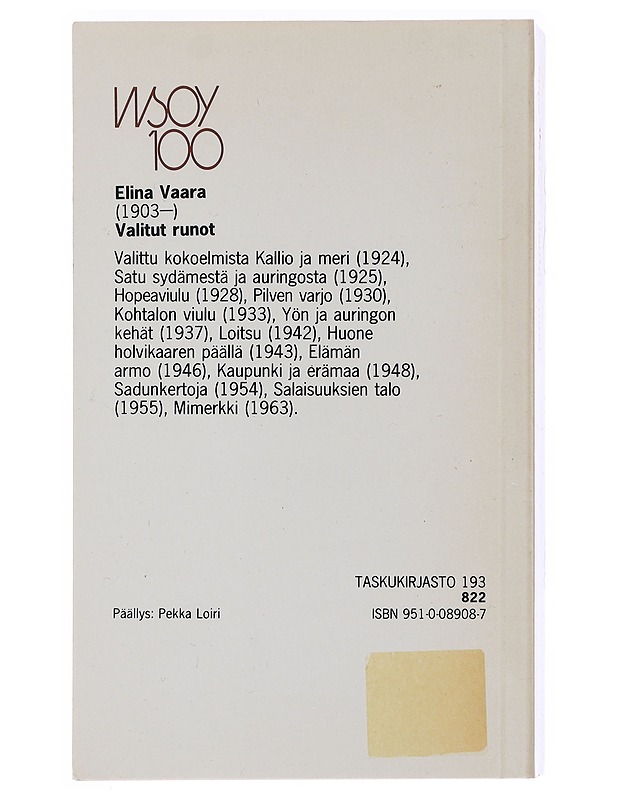 WSOY
100
Elina Vaara
(1903—)
Valitut runot
Valittu kokoelmista Kallio ja meri (1924),
Satu sydämestä ja auringosta (1925),
Hopeaviulu (1928), Pilven varjo (1930),
Kohtalon viulu (1933), Yön ja auringon
kehät (1937), Loitsu (1942), Huone
holvikaaren päällä (1943), Elämän
armo (1946), Kaupunki ja erämaa (1948),
Sadunkertoja (1954), Salaisuuksien talo
(1955), Mimerkki (1963).
TASKUKIRJASTO 193
822
Päällys: Pekka Loiri
ISBN 951-0-08908-7